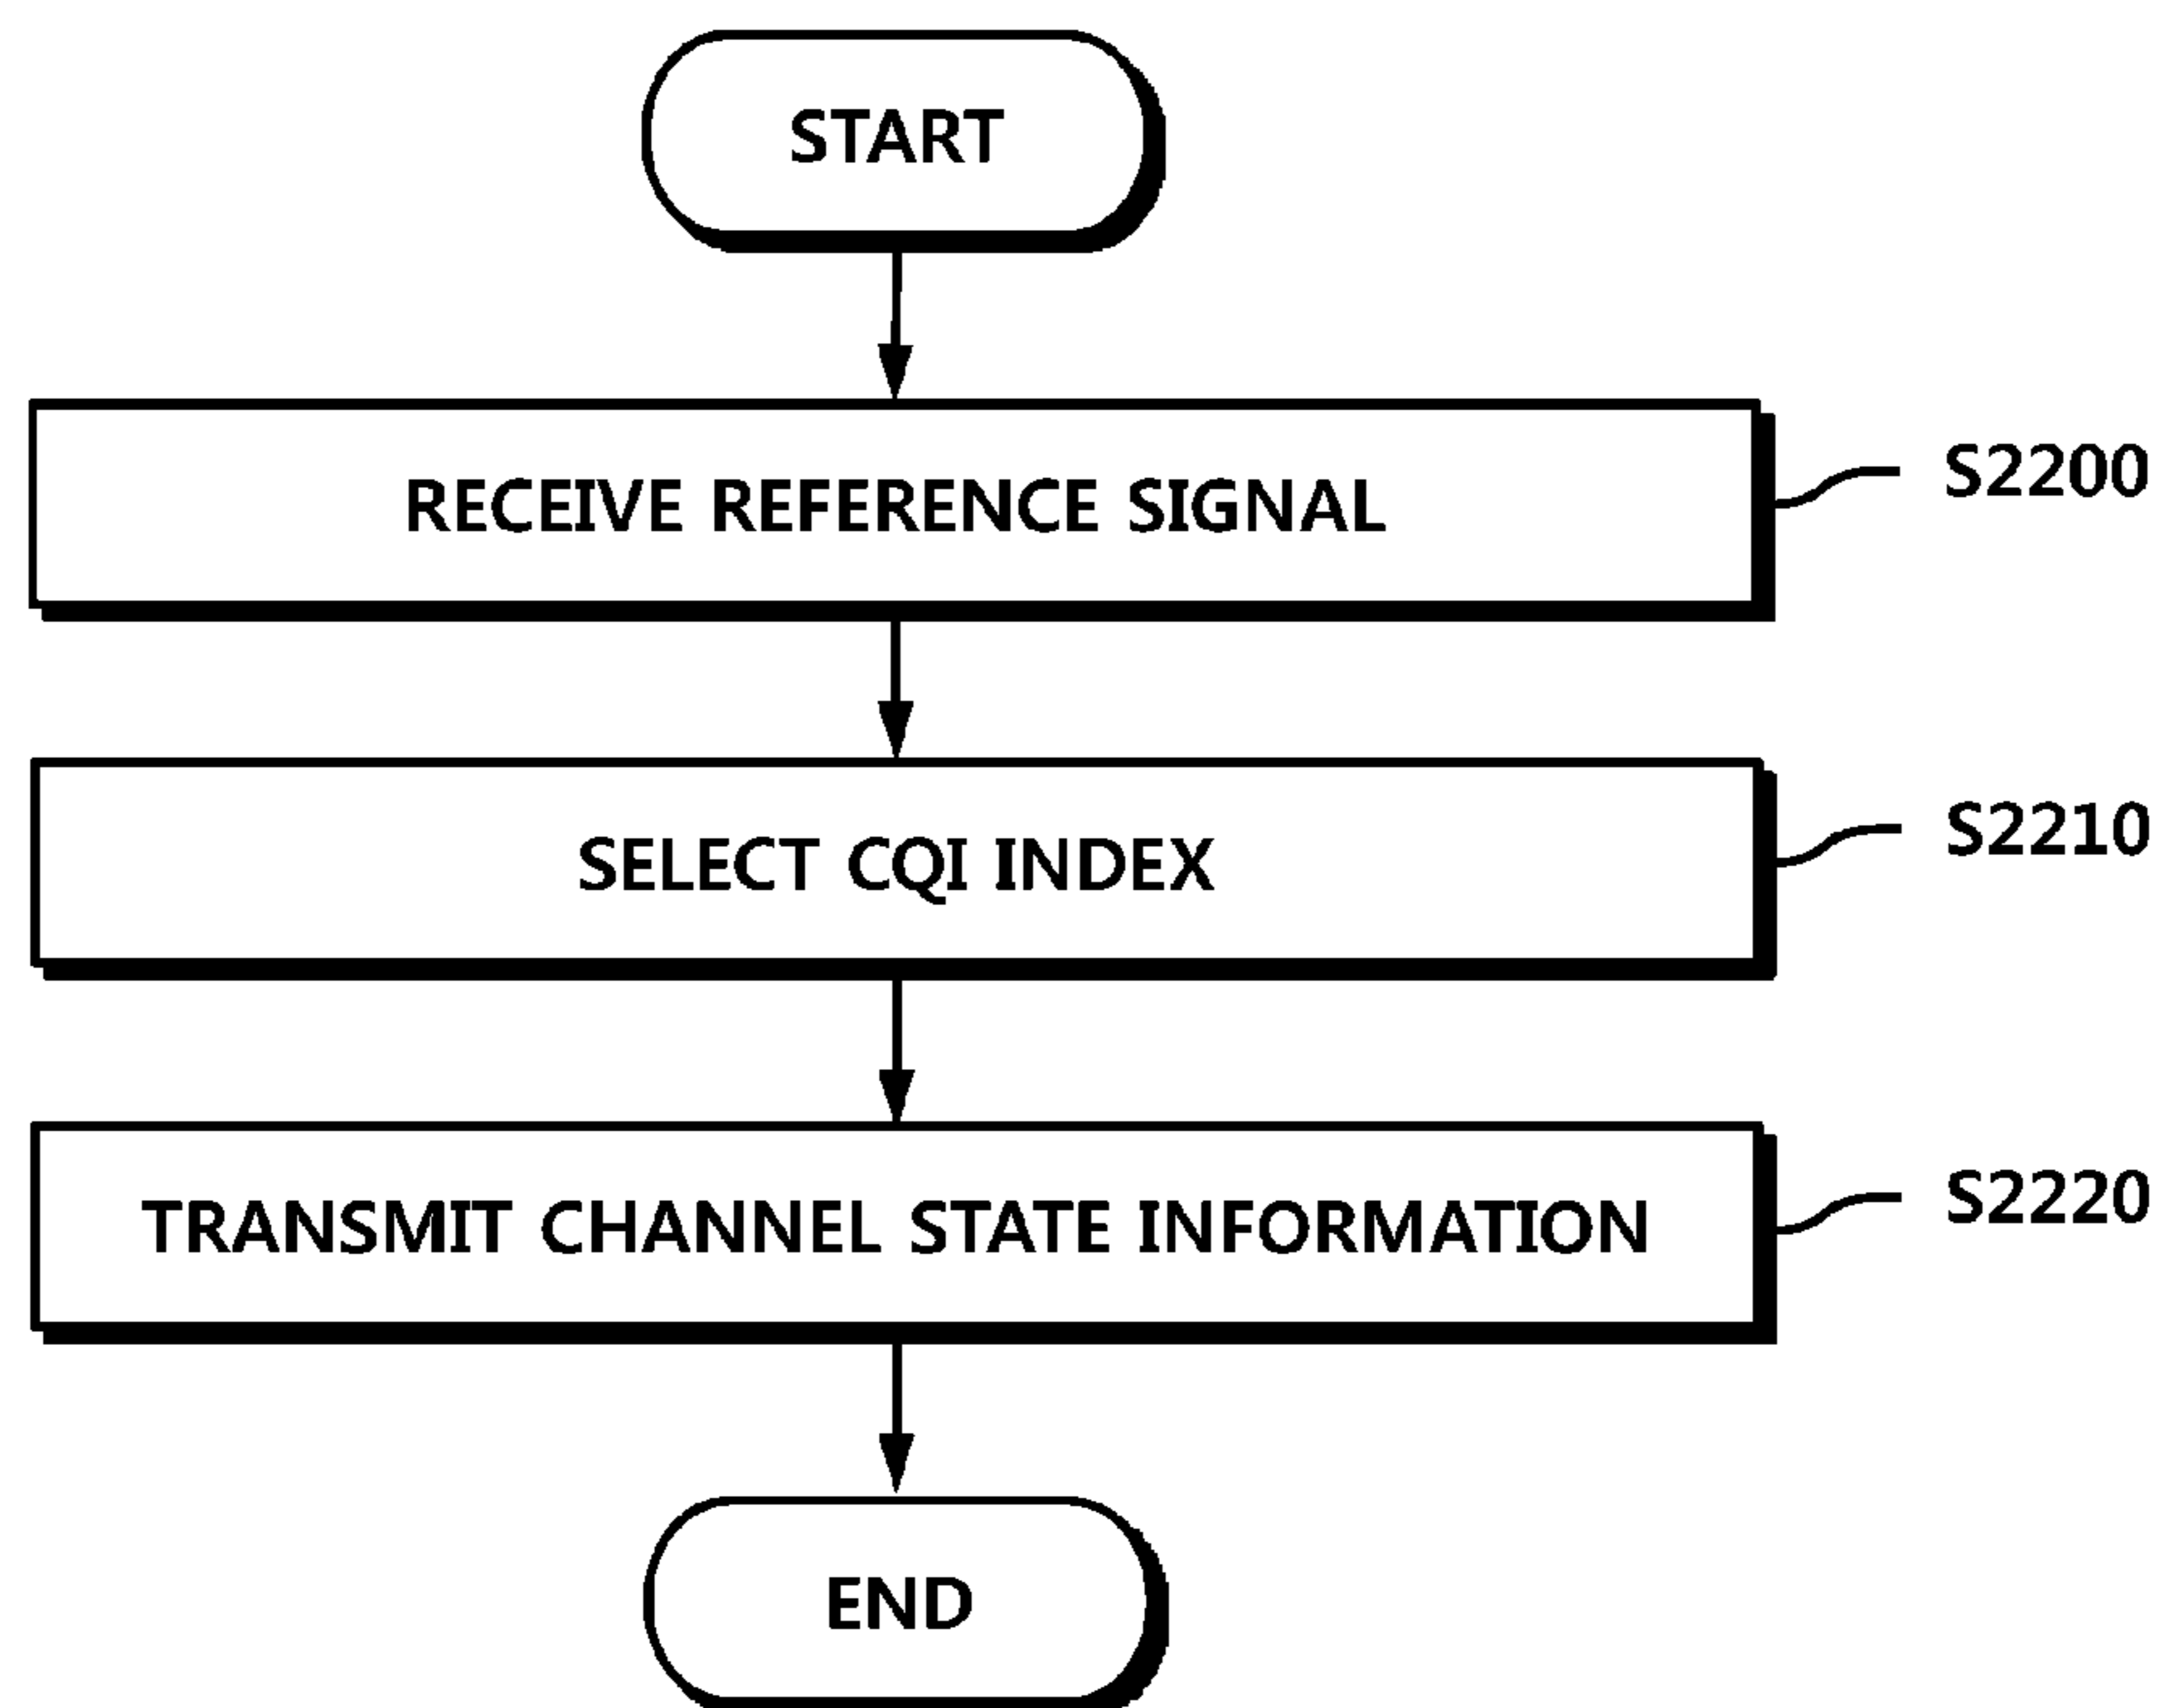 START
RECEIVE REFERENCE SIGNAL
S2200
SELECT CQI INDEX
S2210
TRANSMIT CHANNEL STATE INFORMATION
S2220
END